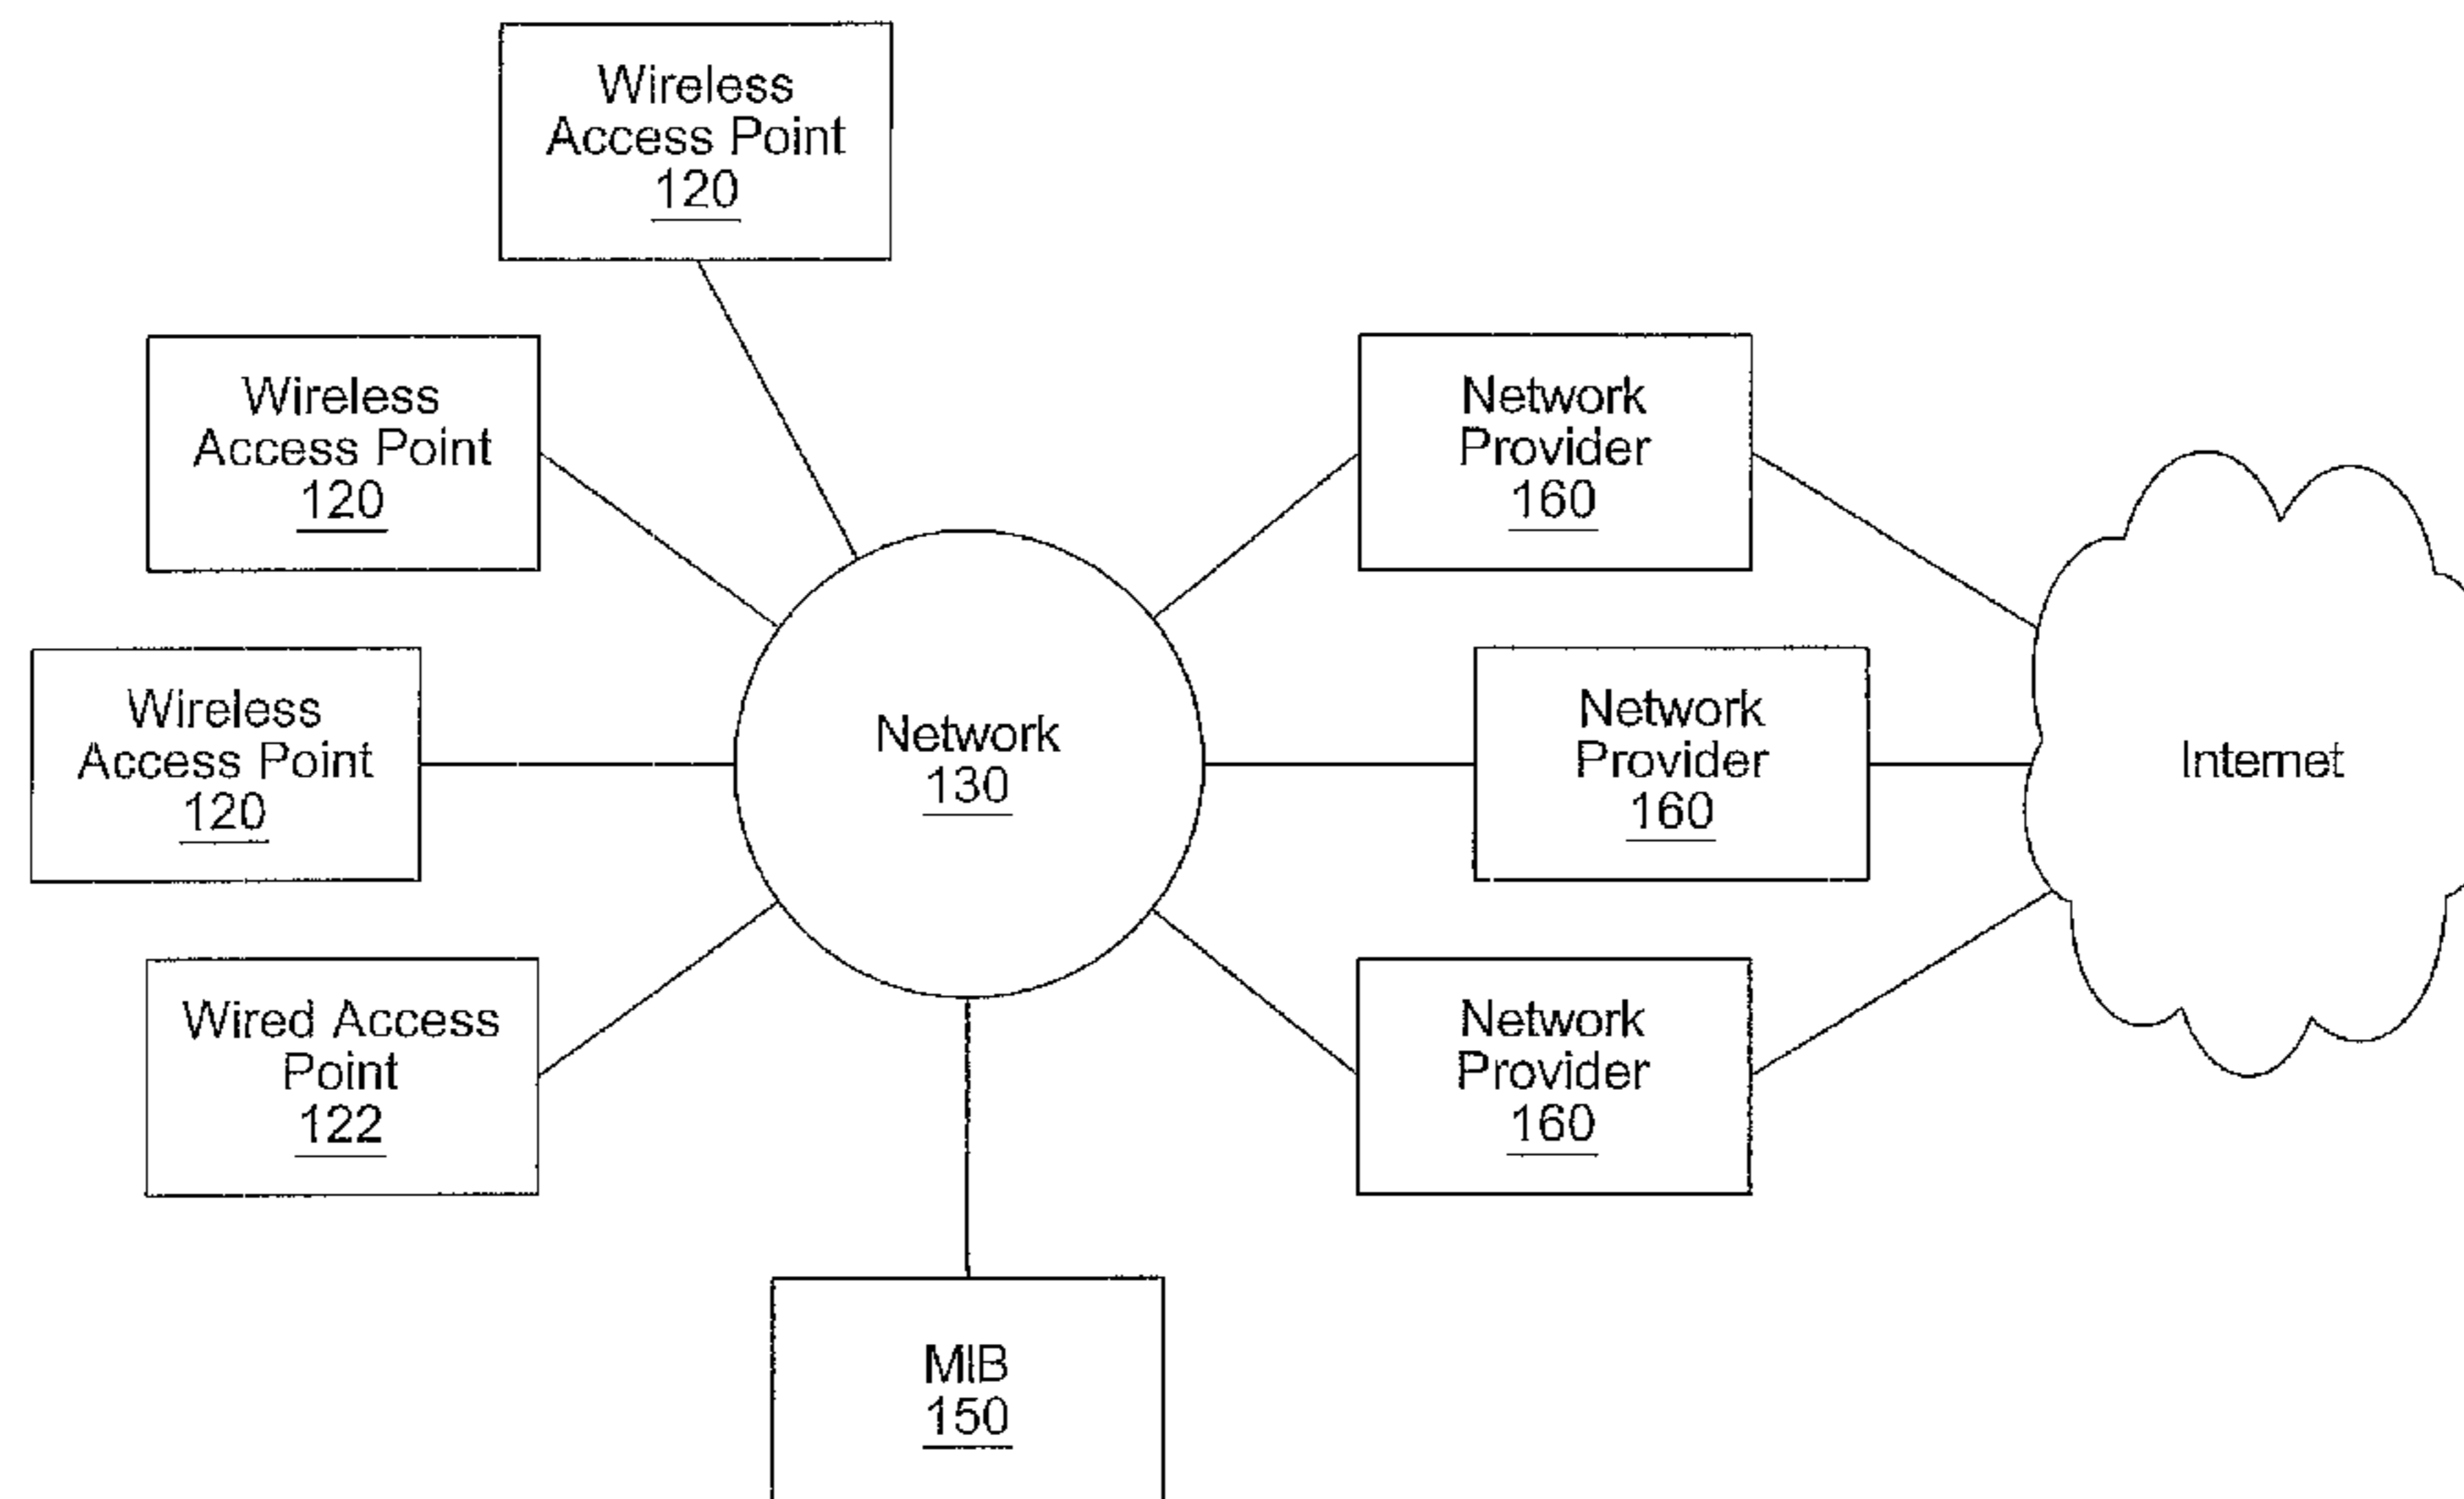 Wireless
Access Point
120
Wireless
Access Point
120
Network
Provider
160
Wireless
Access Point
120
Network
130
Network
Provider
160
Internet
Wired Access
Point
122
Network
Provider
160
MIB
150